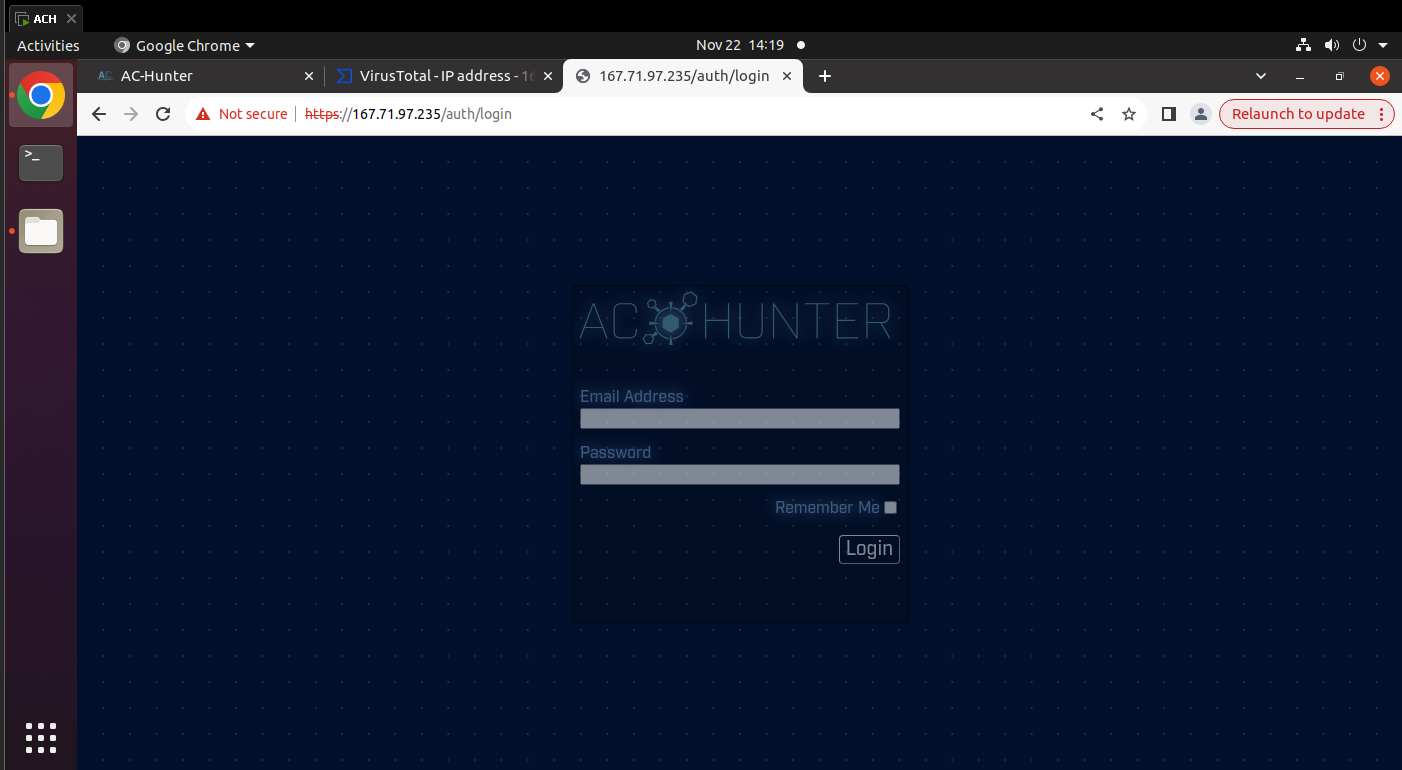 ACH
Activities Google Chrome Nov 22 14:19
AC-Hunter VirusTotal - IP address - 16 167.71.97.235/auth/login
Not secure https://167.71.97.235/auth/login Relaunch to update
>_
AC HUNTER
Email Address
Password
Remember Me
Login